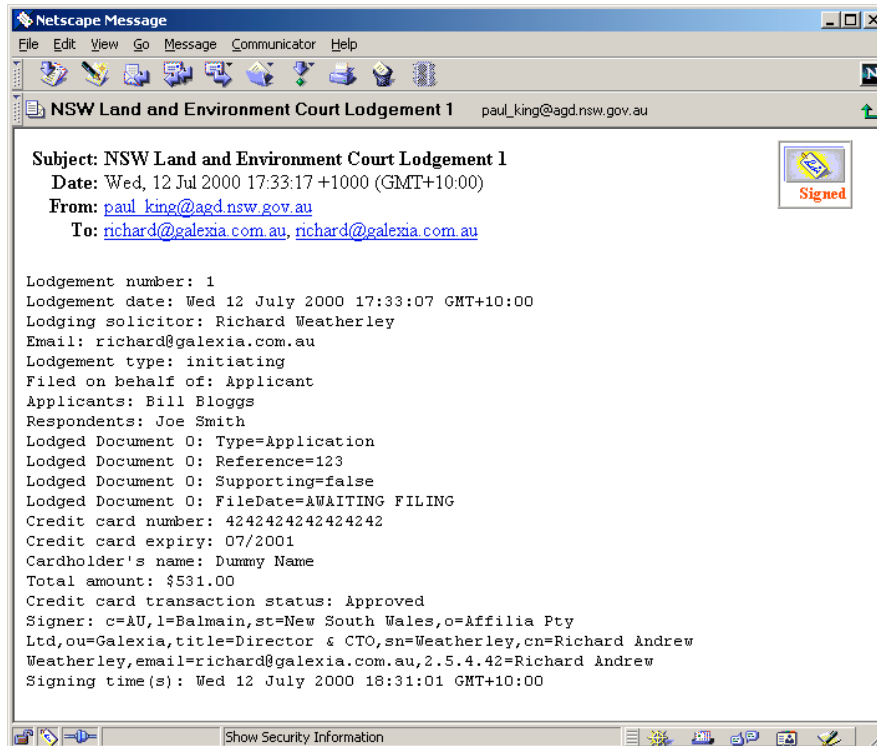 Netscape Message
File Edit View Go Message Communicator Help
N
NSW Land and Environment Court Lodgement 1 paul_king@agd.nsw.gov.au
Subject: NSW Land and Environment Court Lodgement 1
Date: Wed, 12 Jul 2000 17:33:17 +1000 (GMT+10:00)
From: paul_king@agd.nsw.gov.au
To: richard@galexia.com.au, richard@galexia.com.au
Signed
Lodgement number: 1
Lodgement date: Wed 12 July 2000 17:33:07 GMT+10:00
Lodging solicitor: Richard Weatherley
Email: richard@galexia.com.au
Lodgement type: initiating
Filed on behalf of: Applicant
Applicants: Bill Bloggs
Respondents: Joe Smith
Lodged Document 0: Type=Application
Lodged Document 0: Reference=123
Lodged Document 0: Supporting=false
Lodged Document 0: FileDate=AWAITING FILING
Credit card number: 4242424242424242
Credit card expiry: 07/2001
Cardholder's name: Dummy Name
Total amount: $531.00
Credit card transaction status: Approved
Signer: c=AU,l=Balmain,st=New South Wales,o=Affilia Pty
Ltd,ou=Galexia,title=Director & CTO,sn=Weatherley,cn=Richard Andrew
Weatherley,email=richard@galexia.com.au,2.5.4.42=Richard Andrew
Signing time(s): Wed 12 July 2000 18:31:01 GMT+10:00
Show Security Information